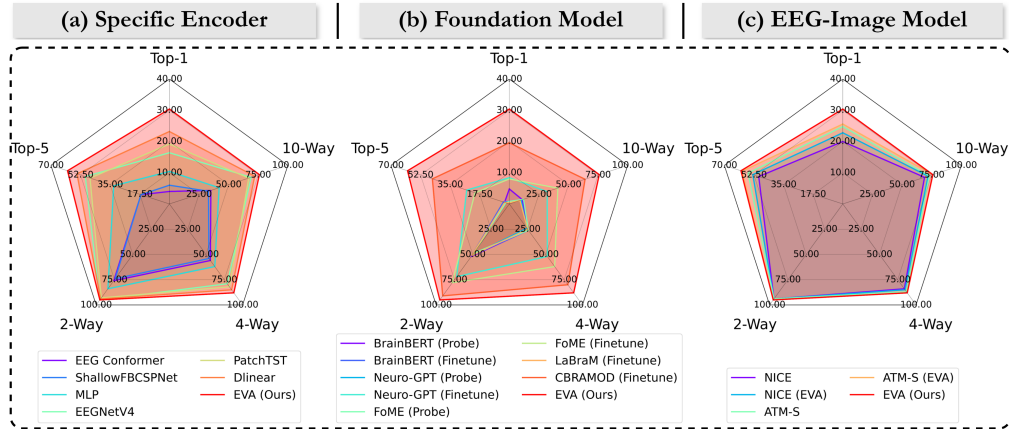 (a) Specific Encoder
(b) Foundation Model
(c) EEG-Image Model
Top-1
40.00
30.00
20.00
10.00
Top-5
70.00
52.50
35.00
17.50
10-Way
100.00
75.00
50.00
25.00
25.00
50.00
75.00
100.00
2-Way
25.00
50.00
75.00
100.00
4-Way
EEG Conformer
ShallowFBCSPNet
MLP
EEGNetV4
PatchTST
Dlinear
EVA (Ours)
Top-1
40.00
30.00
20.00
10.00
Top-5
70.00
52.50
35.00
17.50
10-Way
100.00
75.00
50.00
25.00
25.00
50.00
75.00
100.00
2-Way
25.00
50.00
75.00
100.00
4-Way
BrainBERT (Probe)
BrainBERT (Finetune)
Neuro-GPT (Probe)
Neuro-GPT (Finetune)
FoME (Probe)
FoME (Finetune)
LaBraM (Finetune)
CBRAMOD (Finetune)
EVA (Ours)
Top-1
40.00
30.00
20.00
10.00
Top-5
70.00
52.50
35.00
17.50
10-Way
100.00
75.00
50.00
25.00
25.00
50.00
75.00
100.00
2-Way
25.00
50.00
75.00
100.00
4-Way
NICE
NICE (EVA)
ATM-S
ATM-S (EVA)
EVA (Ours)